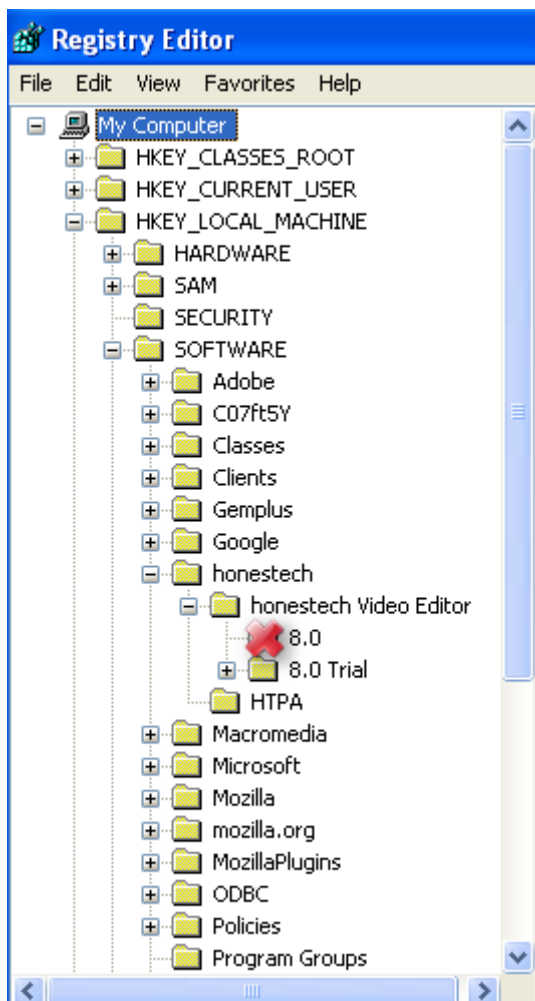 Registry Editor
File Edit View Favorites Help
My Computer
HKEY_CLASSES_ROOT
HKEY_CURRENT_USER
HKEY_LOCAL_MACHINE
HARDWARE
SAM
SECURITY
SOFTWARE
Adobe
C07ft5Y
Classes
Clients
Gemplus
Google
honestech
honestech Video Editor
8.0
8.0 Trial
HTPA
Macromedia
Microsoft
Mozilla
mozilla.org
MozillaPlugins
ODBC
Policies
Program Groups